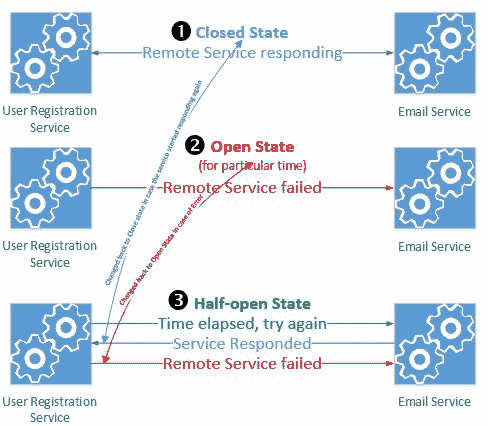 1 Closed State
Remote Service responding
User Registration
Service
Email Service
Changed back to Close state in case the service started responding again
2 Open State
(for particular time)
Remote Service failed
User Registration
Service
Email Service
Changed back to Open State in case of Error
3 Half-open State
Time elapsed, try again
Service Responded
Remote Service failed
User Registration
Service
Email Service